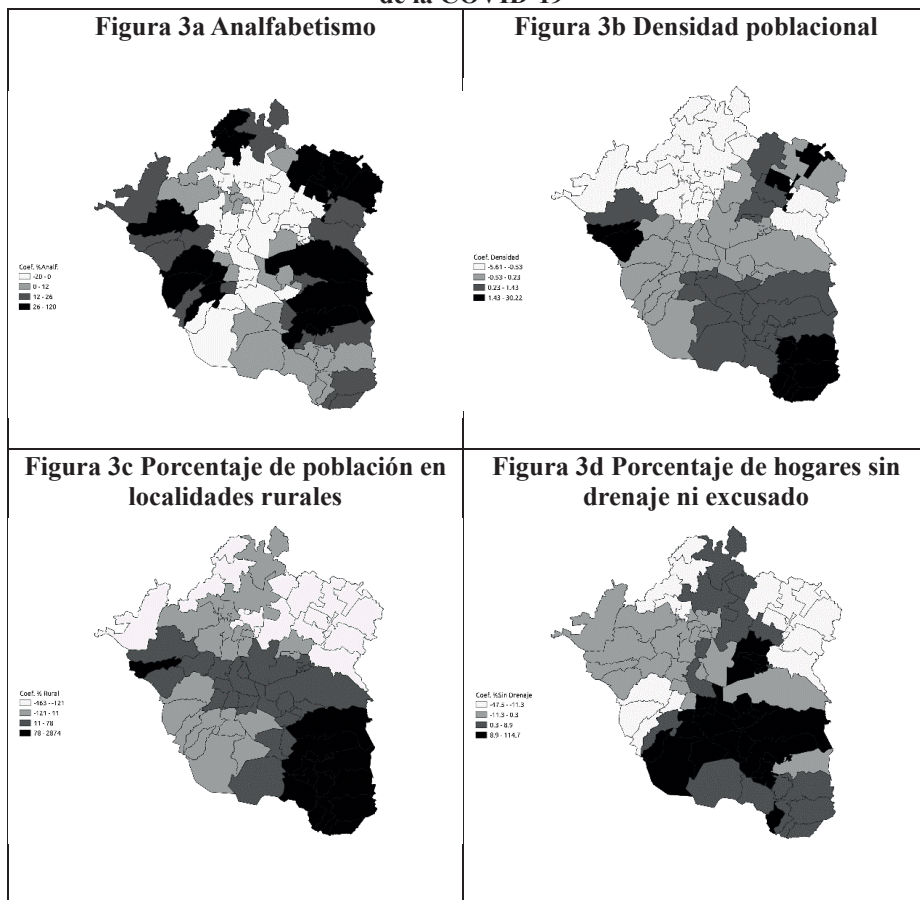 de la COVID-19
Figura 3a Analfabetismo
Coef. %Analf.
-20 - 0
0 - 12
12 - 26
26 - 120
Figura 3b Densidad poblacional
Coef. Densidad
-5.61 - -0.53
-0.53 - 0.23
0.23 - 1.43
1.43 - 30.22
Figura 3c Porcentaje de población en
localidades rurales
Coef. % Rural
-463 - -121
-121 - 11
11 - 78
78 - 2874
Figura 3d Porcentaje de hogares sin
drenaje ni excusado
Coef. %Sin Drenaje
-47.5 - -11.3
-11.3 - 0.3
0.3 - 8.9
8.9 - 114.7